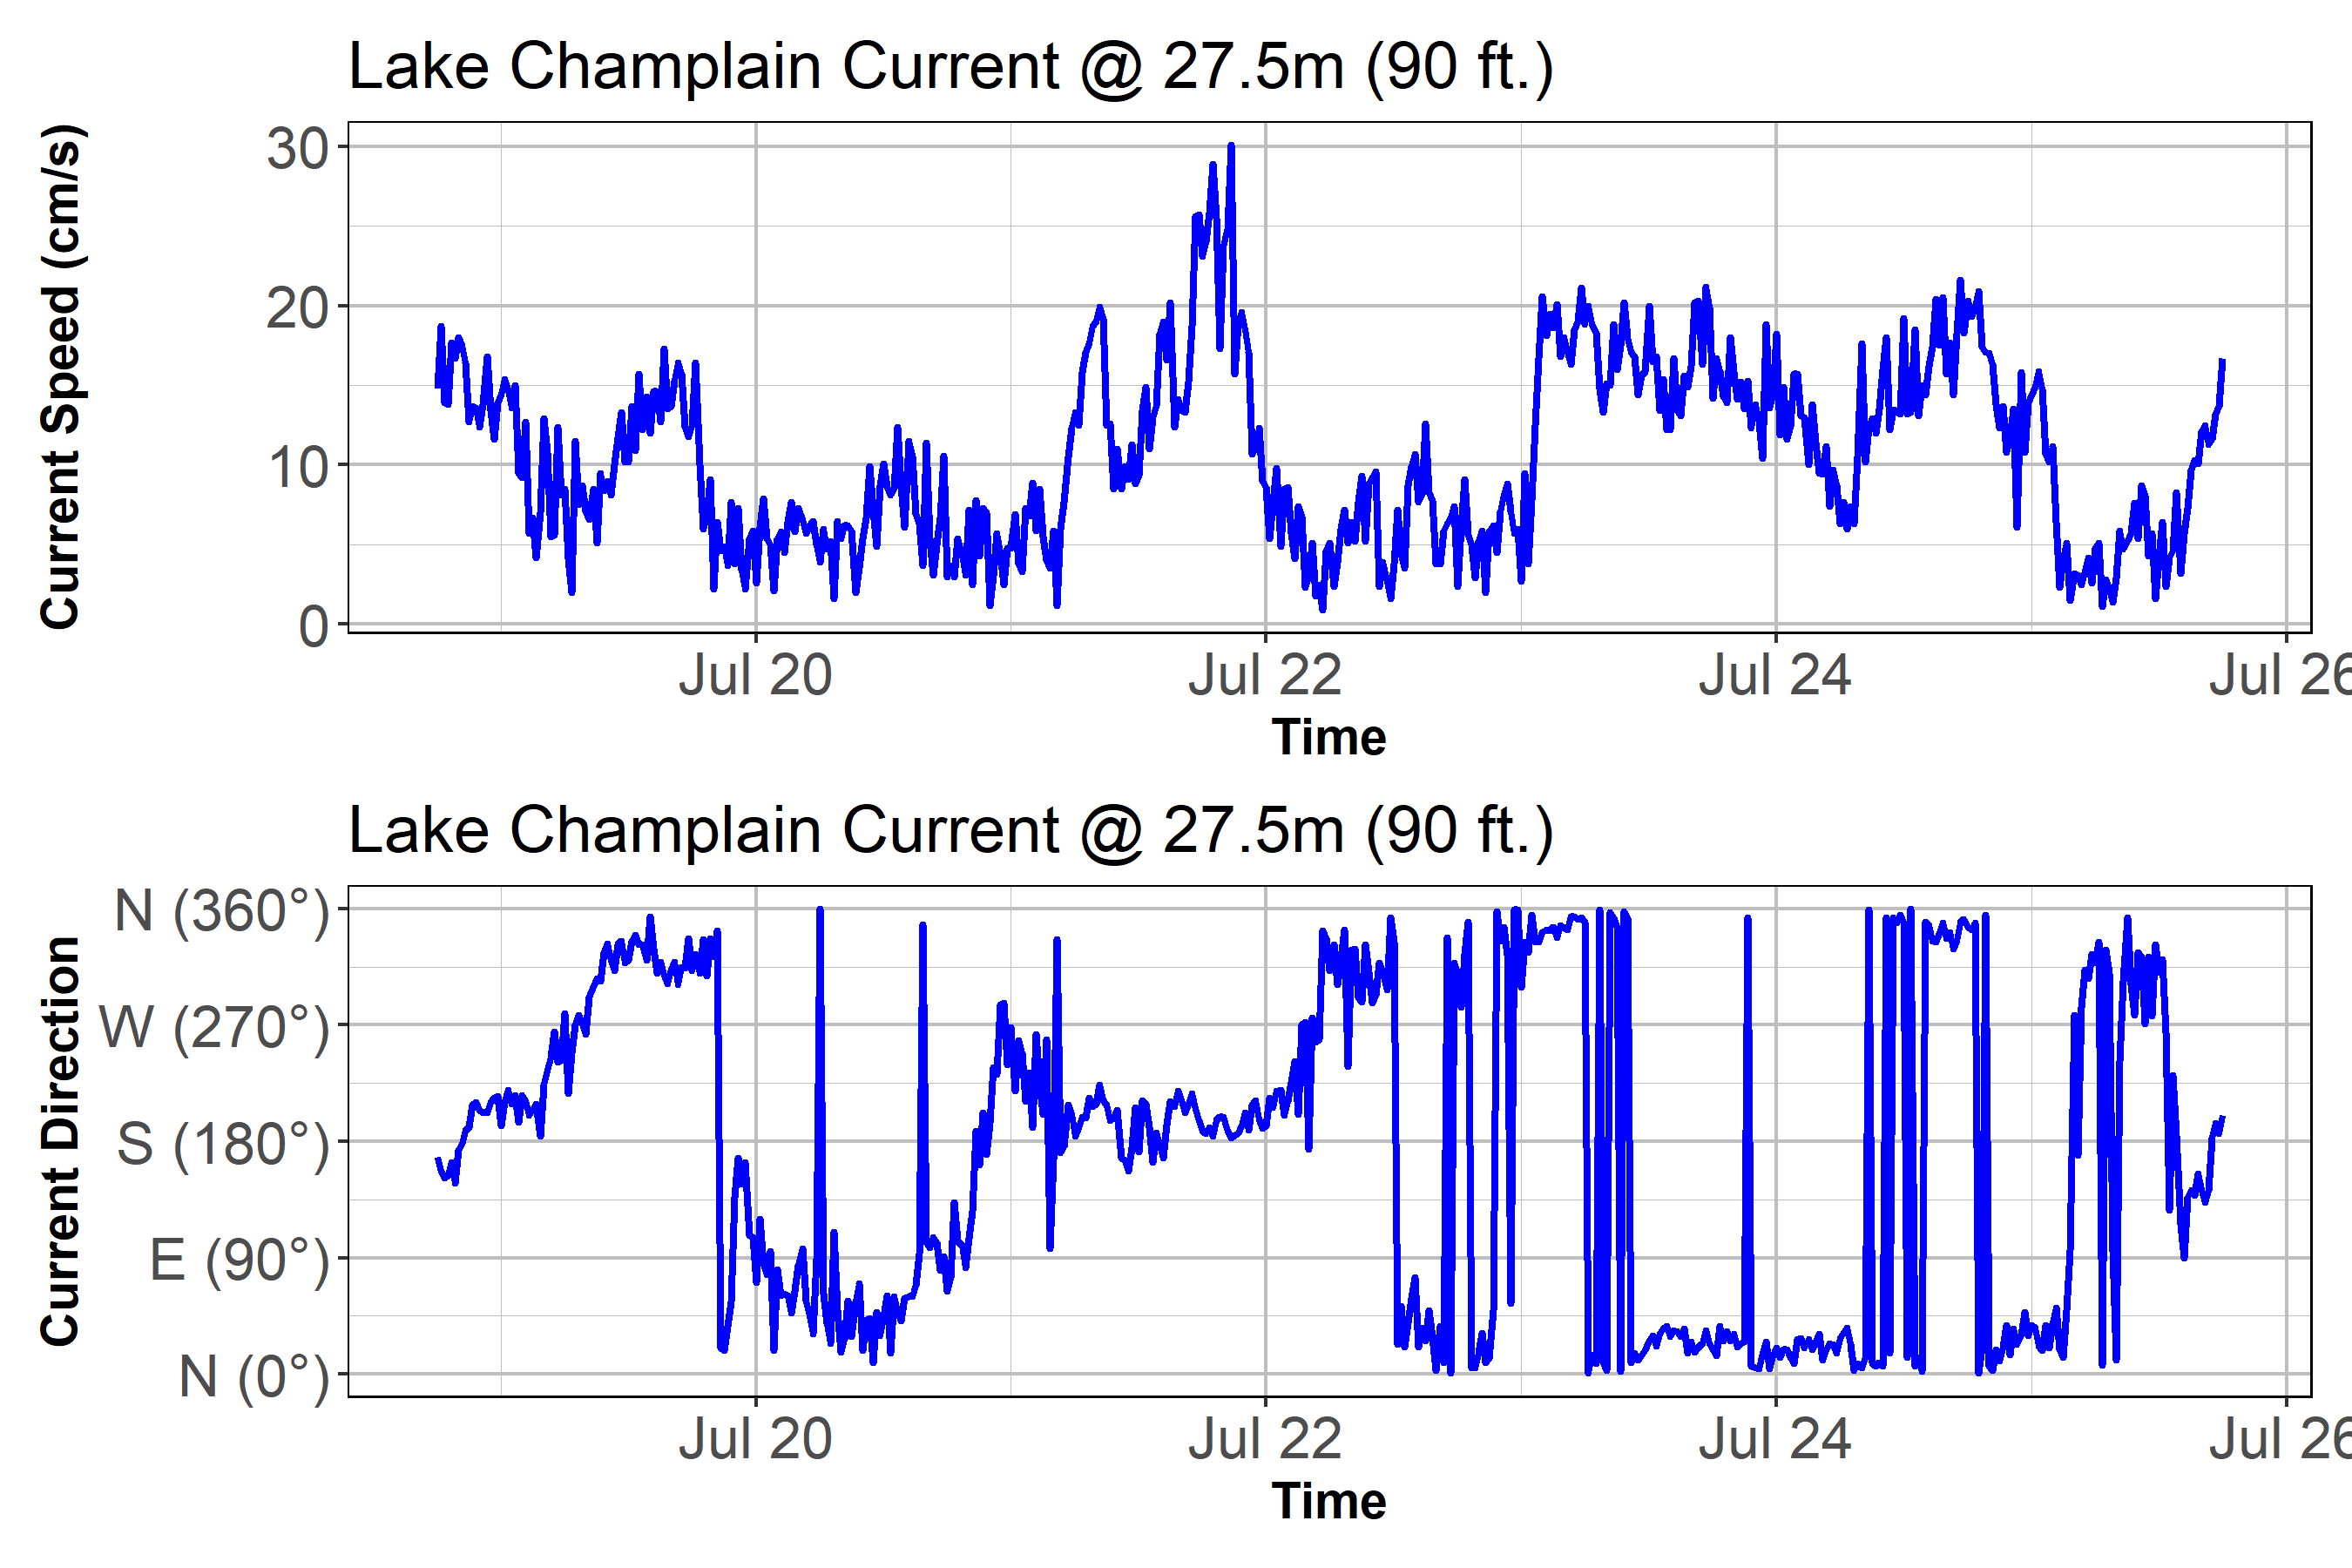 Lake Champlain Current @ 27.5m (90 ft.)
Current Speed (cm/s)
30
20
10
0
Jul 20 Jul 22 Jul 24 Jul 26
Time
Lake Champlain Current @ 27.5m (90 ft.)
Current Direction
N (360°)
W (270°)
S (180°)
E (90°)
N (0°)
Jul 20 Jul 22 Jul 24 Jul 26
Time